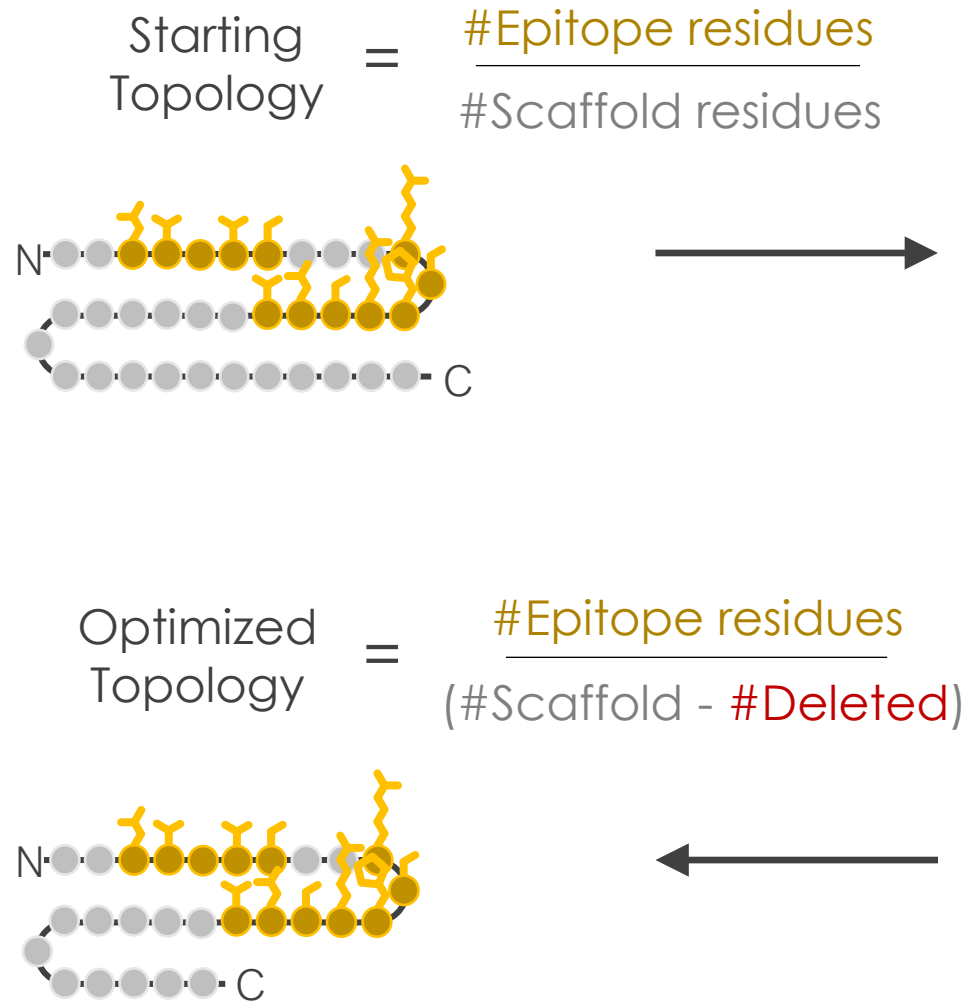 Starting
Topology
=
#Epitope residues
#Scaffold residues
N
C
Optimized
Topology
=
#Epitope residues
(#Scaffold - #Deleted)
N
C